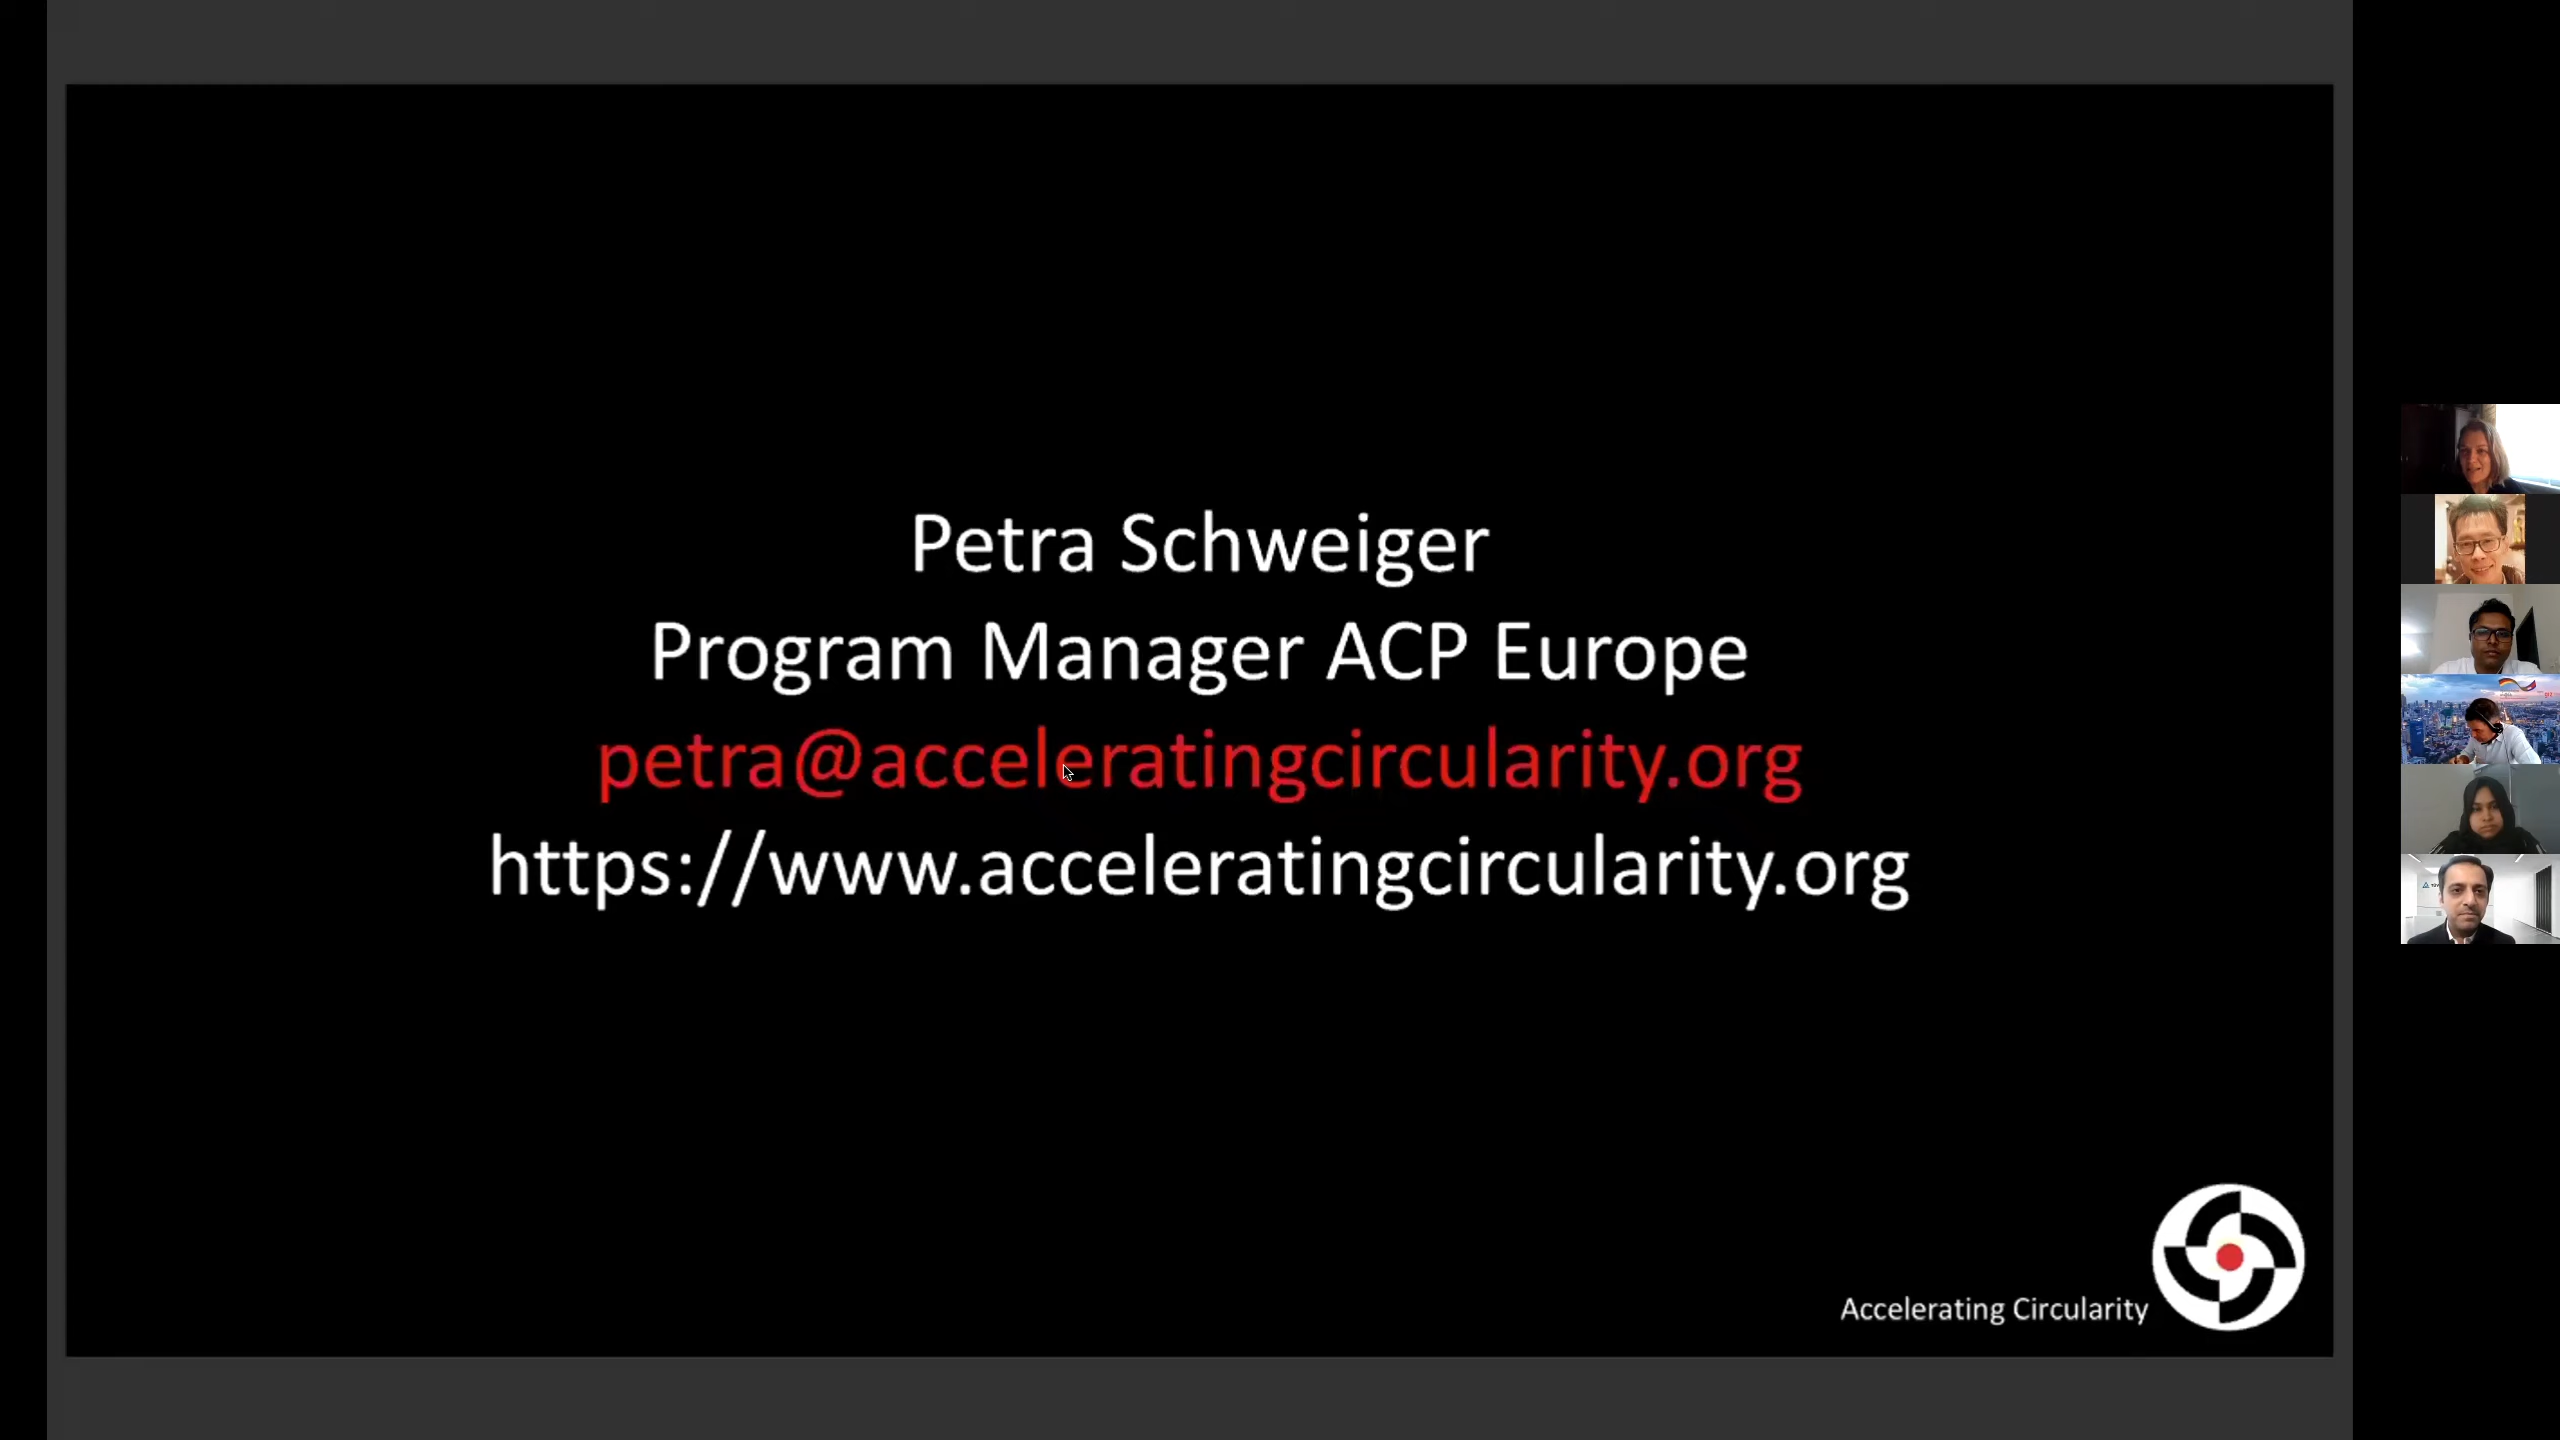 Petra Schweiger
Program Manager ACP Europe
petra@acceleratingcircularity.org
https://www.acceleratingcircularity.org
Accelerating Circularity